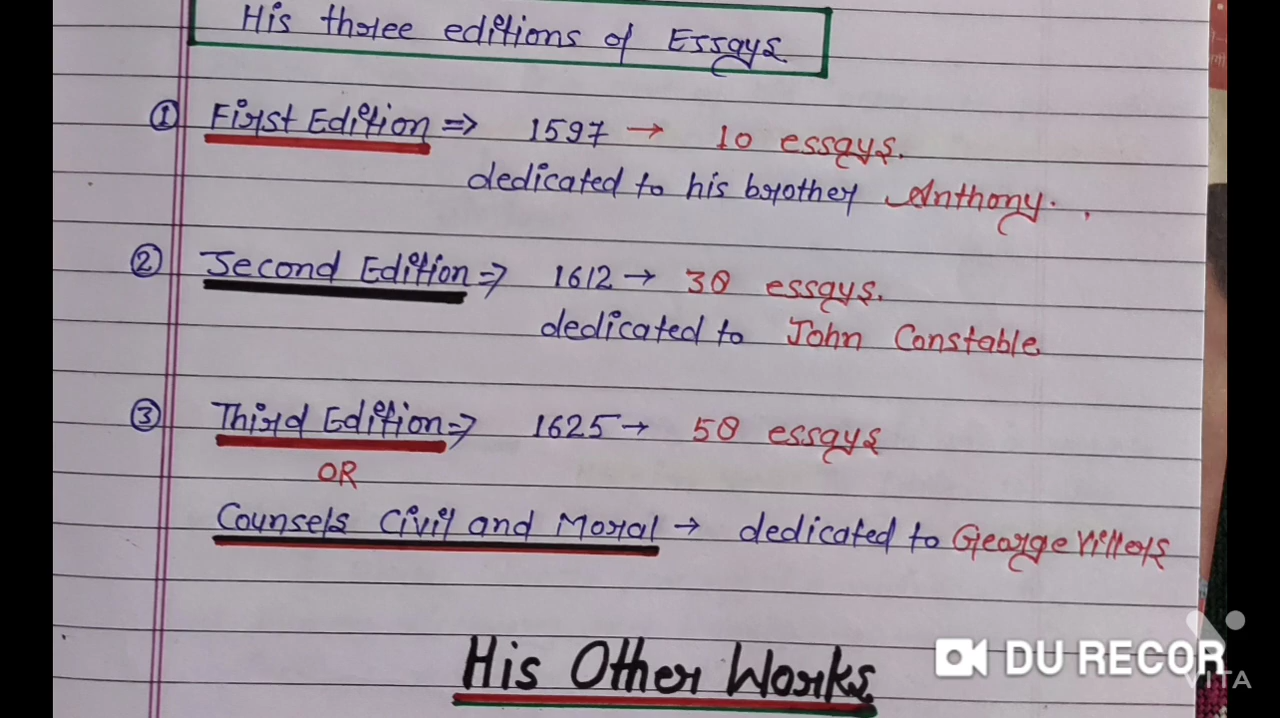 His three editions of Essays
① First Edition ⇒ 1597 → 10 essays.
dedicated to his brother Anthony.
② Second Edition ⇒ 1612 → 38 essays.
dedicated to John Constable
③ Third Edition ⇒ 1625 → 58 essays
OR
Counsels Civil and Moral → dedicated to George Villers
His Other Works
DU RECOR
VITA